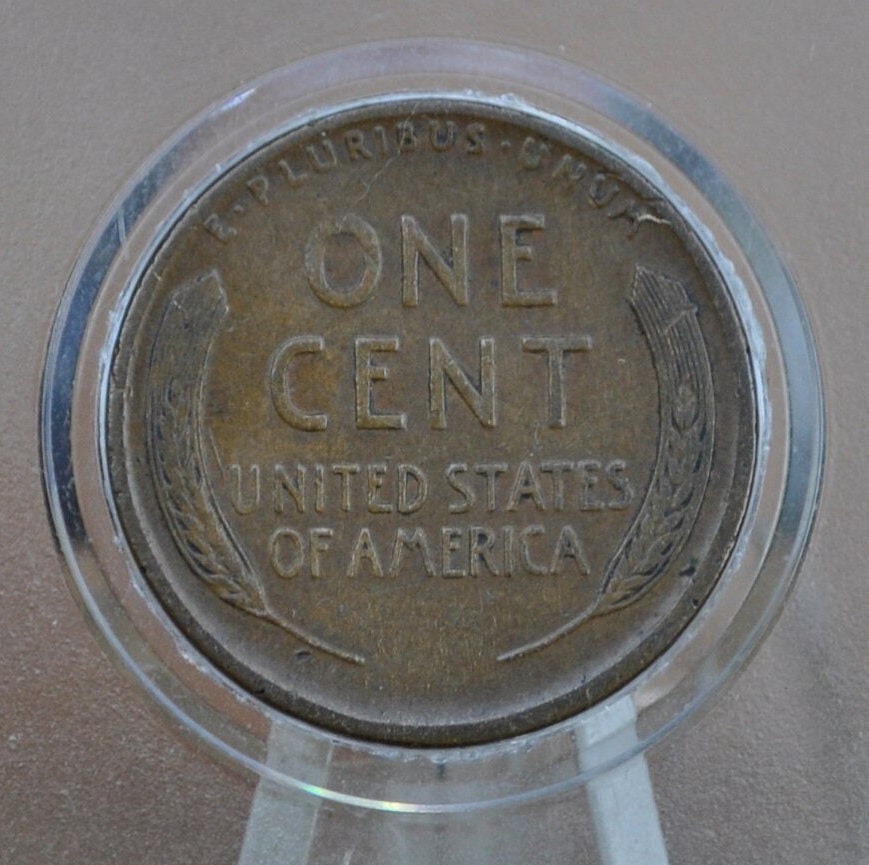 E·PLURIBUS·UNUM
ONE
CENT
UNITED STATES
OF AMERICA